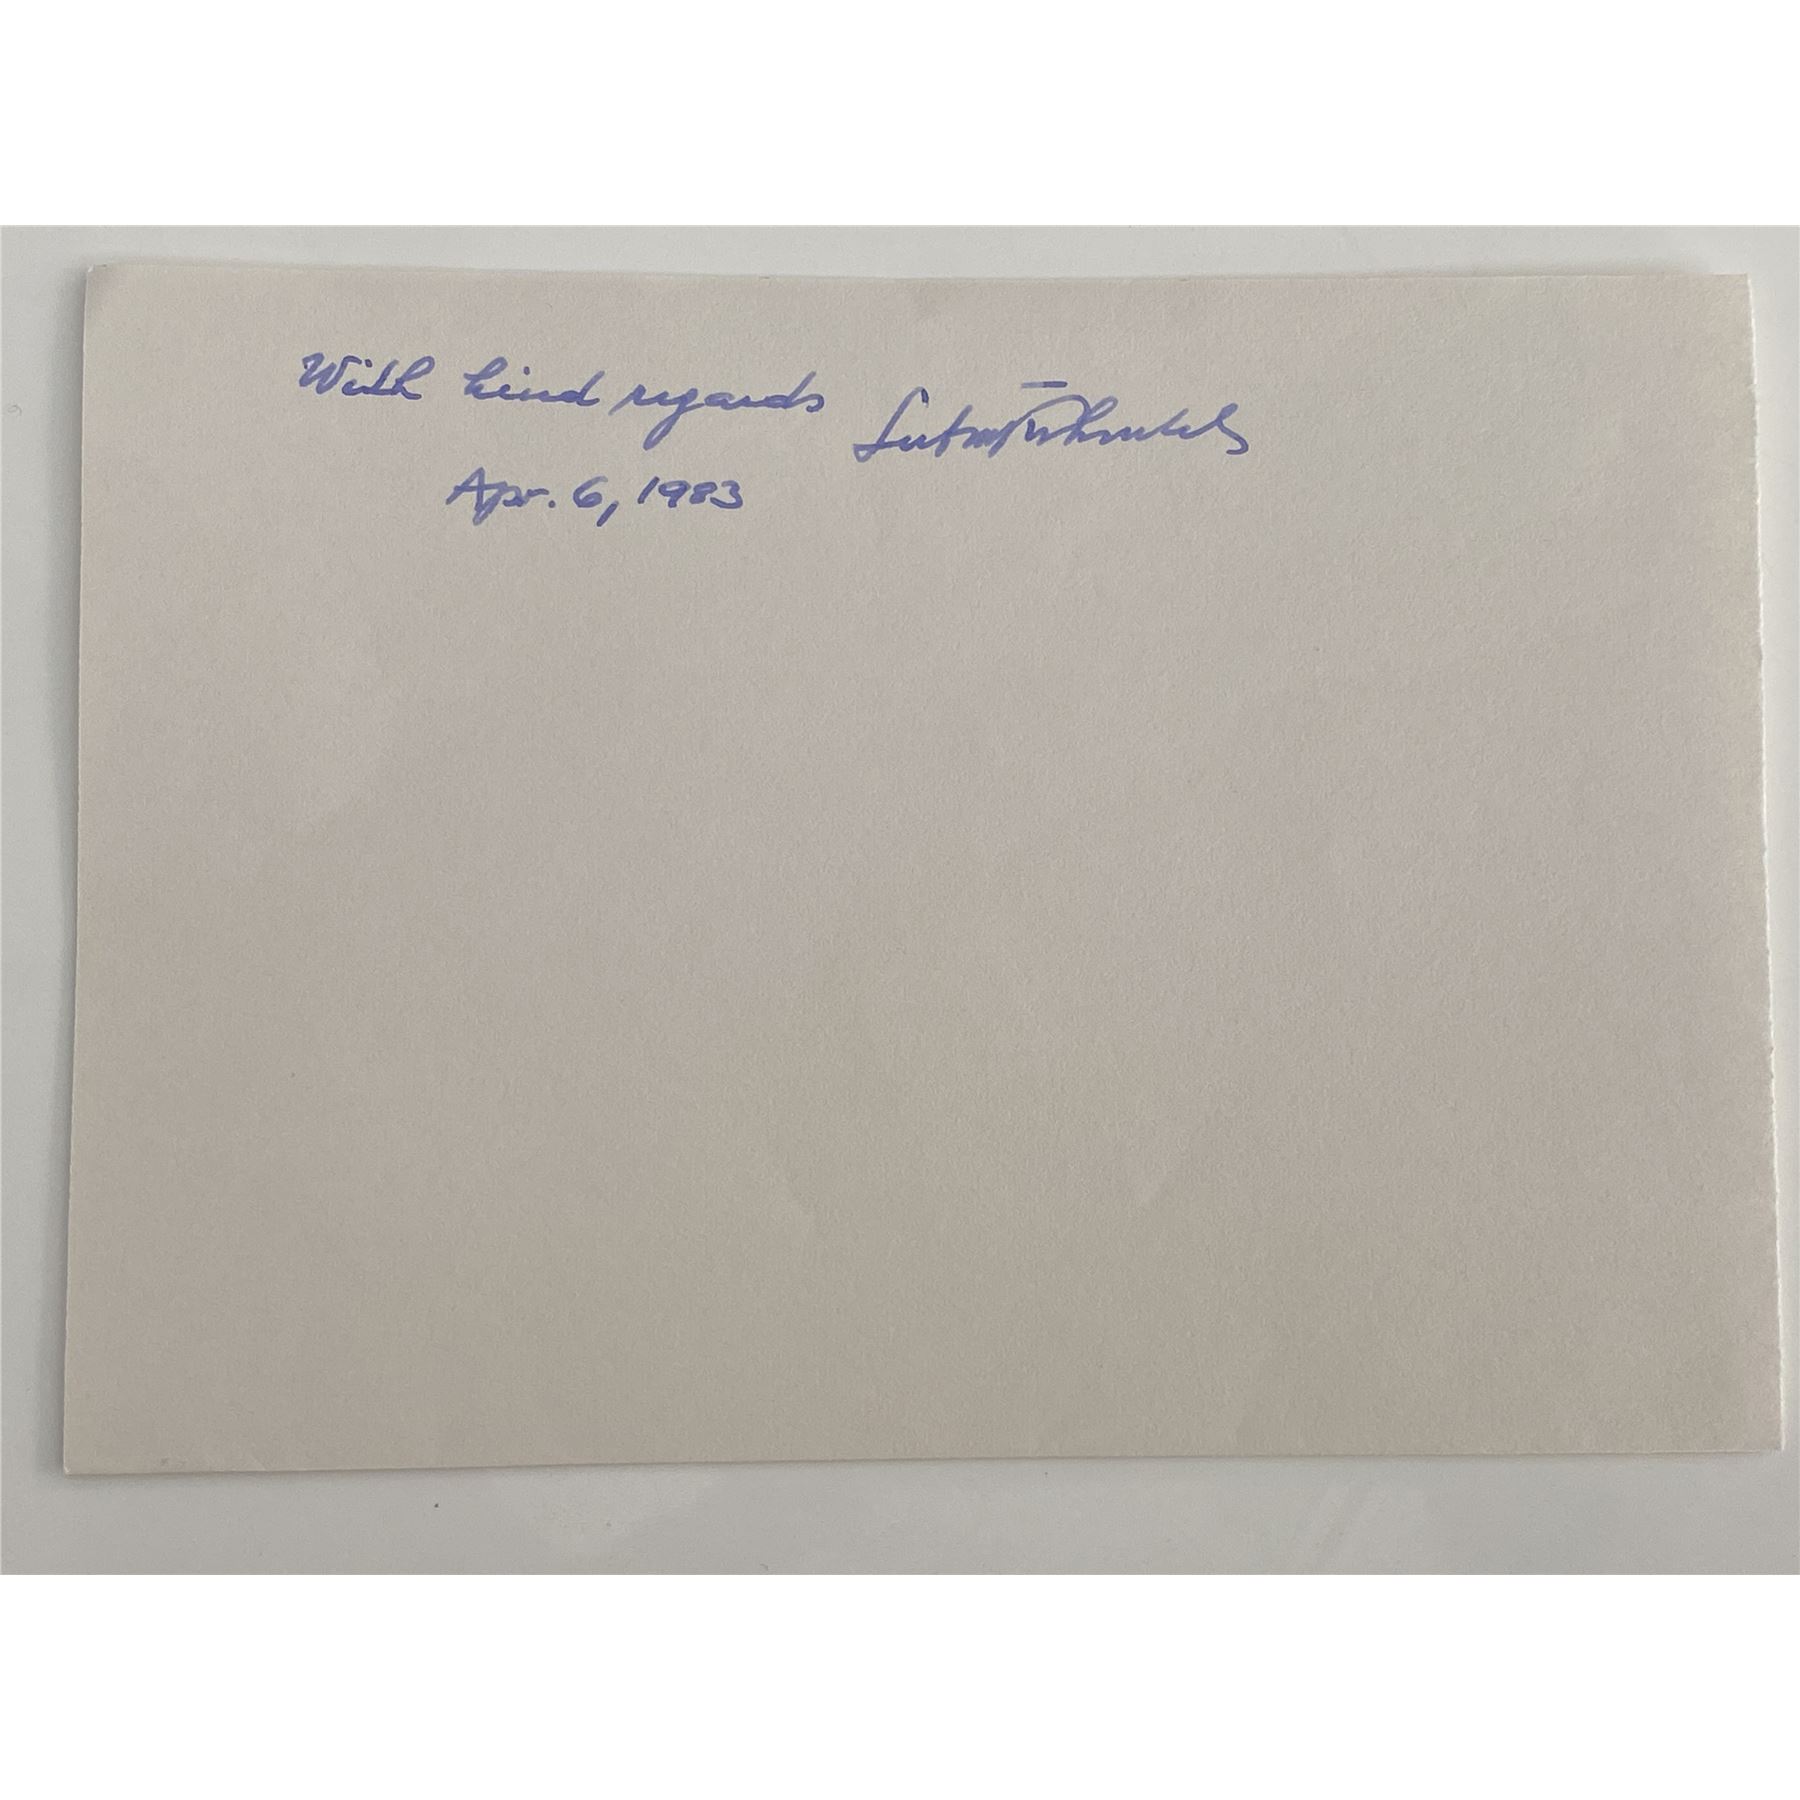 With kind regards
Apr. 6, 1983